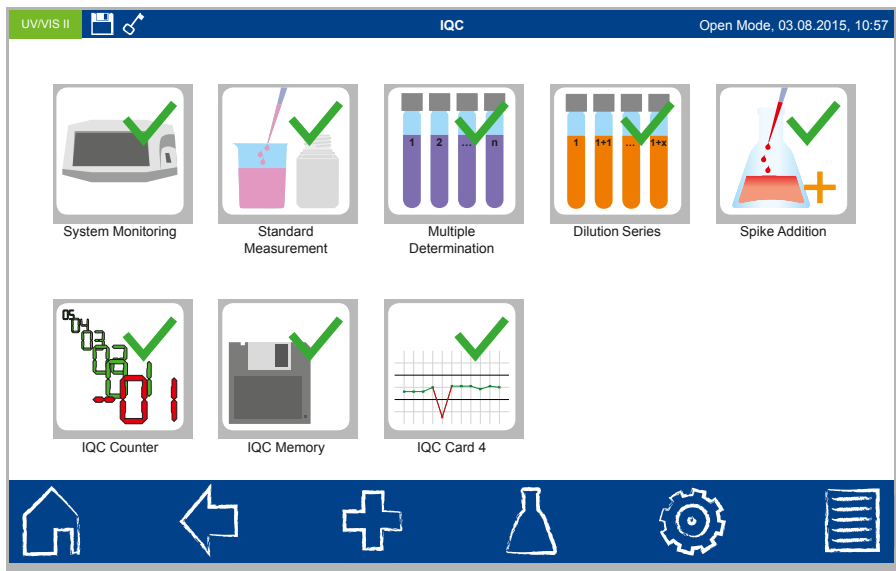 UV/VIS II
IQC
Open Mode, 03.08.2015, 10:57
1 2 ... n
1 1+1 ... 1+x
System Monitoring
Standard
Measurement
Multiple
Determination
Dilution Series
Spike Addition
05
04
03
02
01
-01
IQC Counter
IQC Memory
IQC Card 4